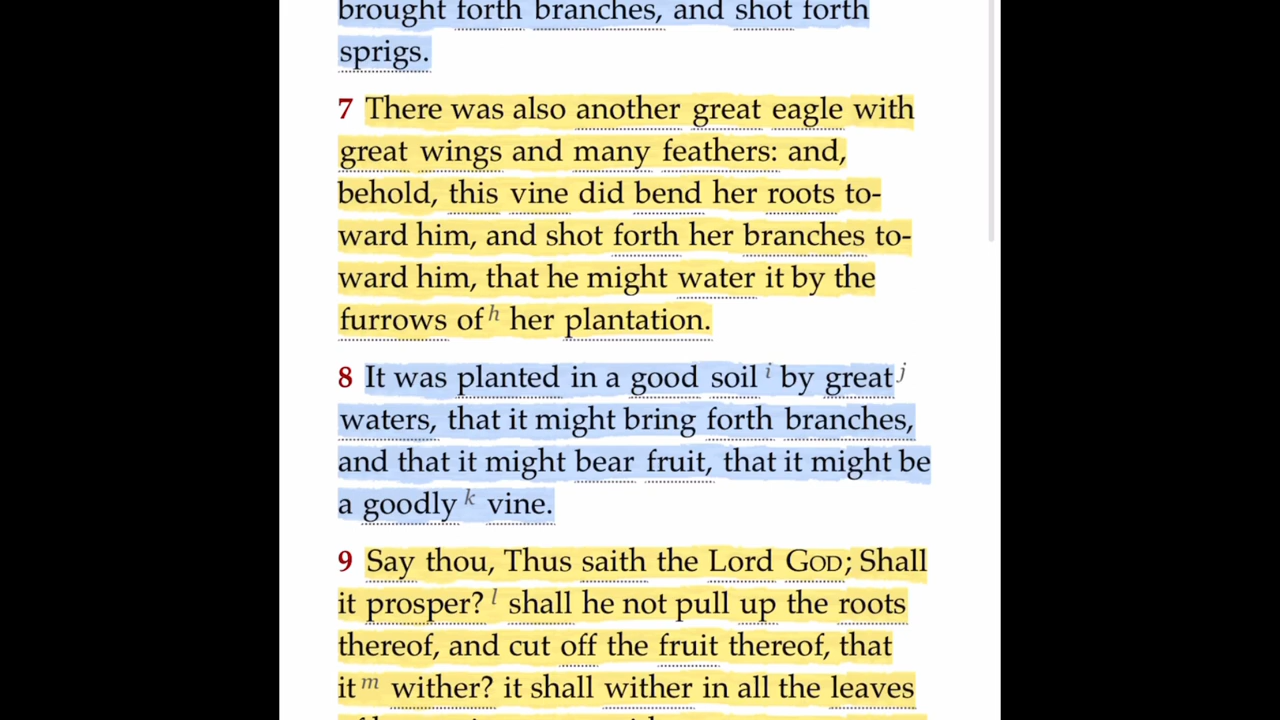 brought forth branches, and shot forth
sprigs.
7 There was also another great eagle with
great wings and many feathers: and,
behold, this vine did bend her roots to-
ward him, and shot forth her branches to-
ward him, that he might water it by the
furrows of h her plantation.
8 It was planted in a good soil i by great j
waters, that it might bring forth branches,
and that it might bear fruit, that it might be
a goodly k vine.
9 Say thou, Thus saith the Lord GOD; Shall
it prosper? l shall he not pull up the roots
thereof, and cut off the fruit thereof, that
it m wither? it shall wither in all the leaves